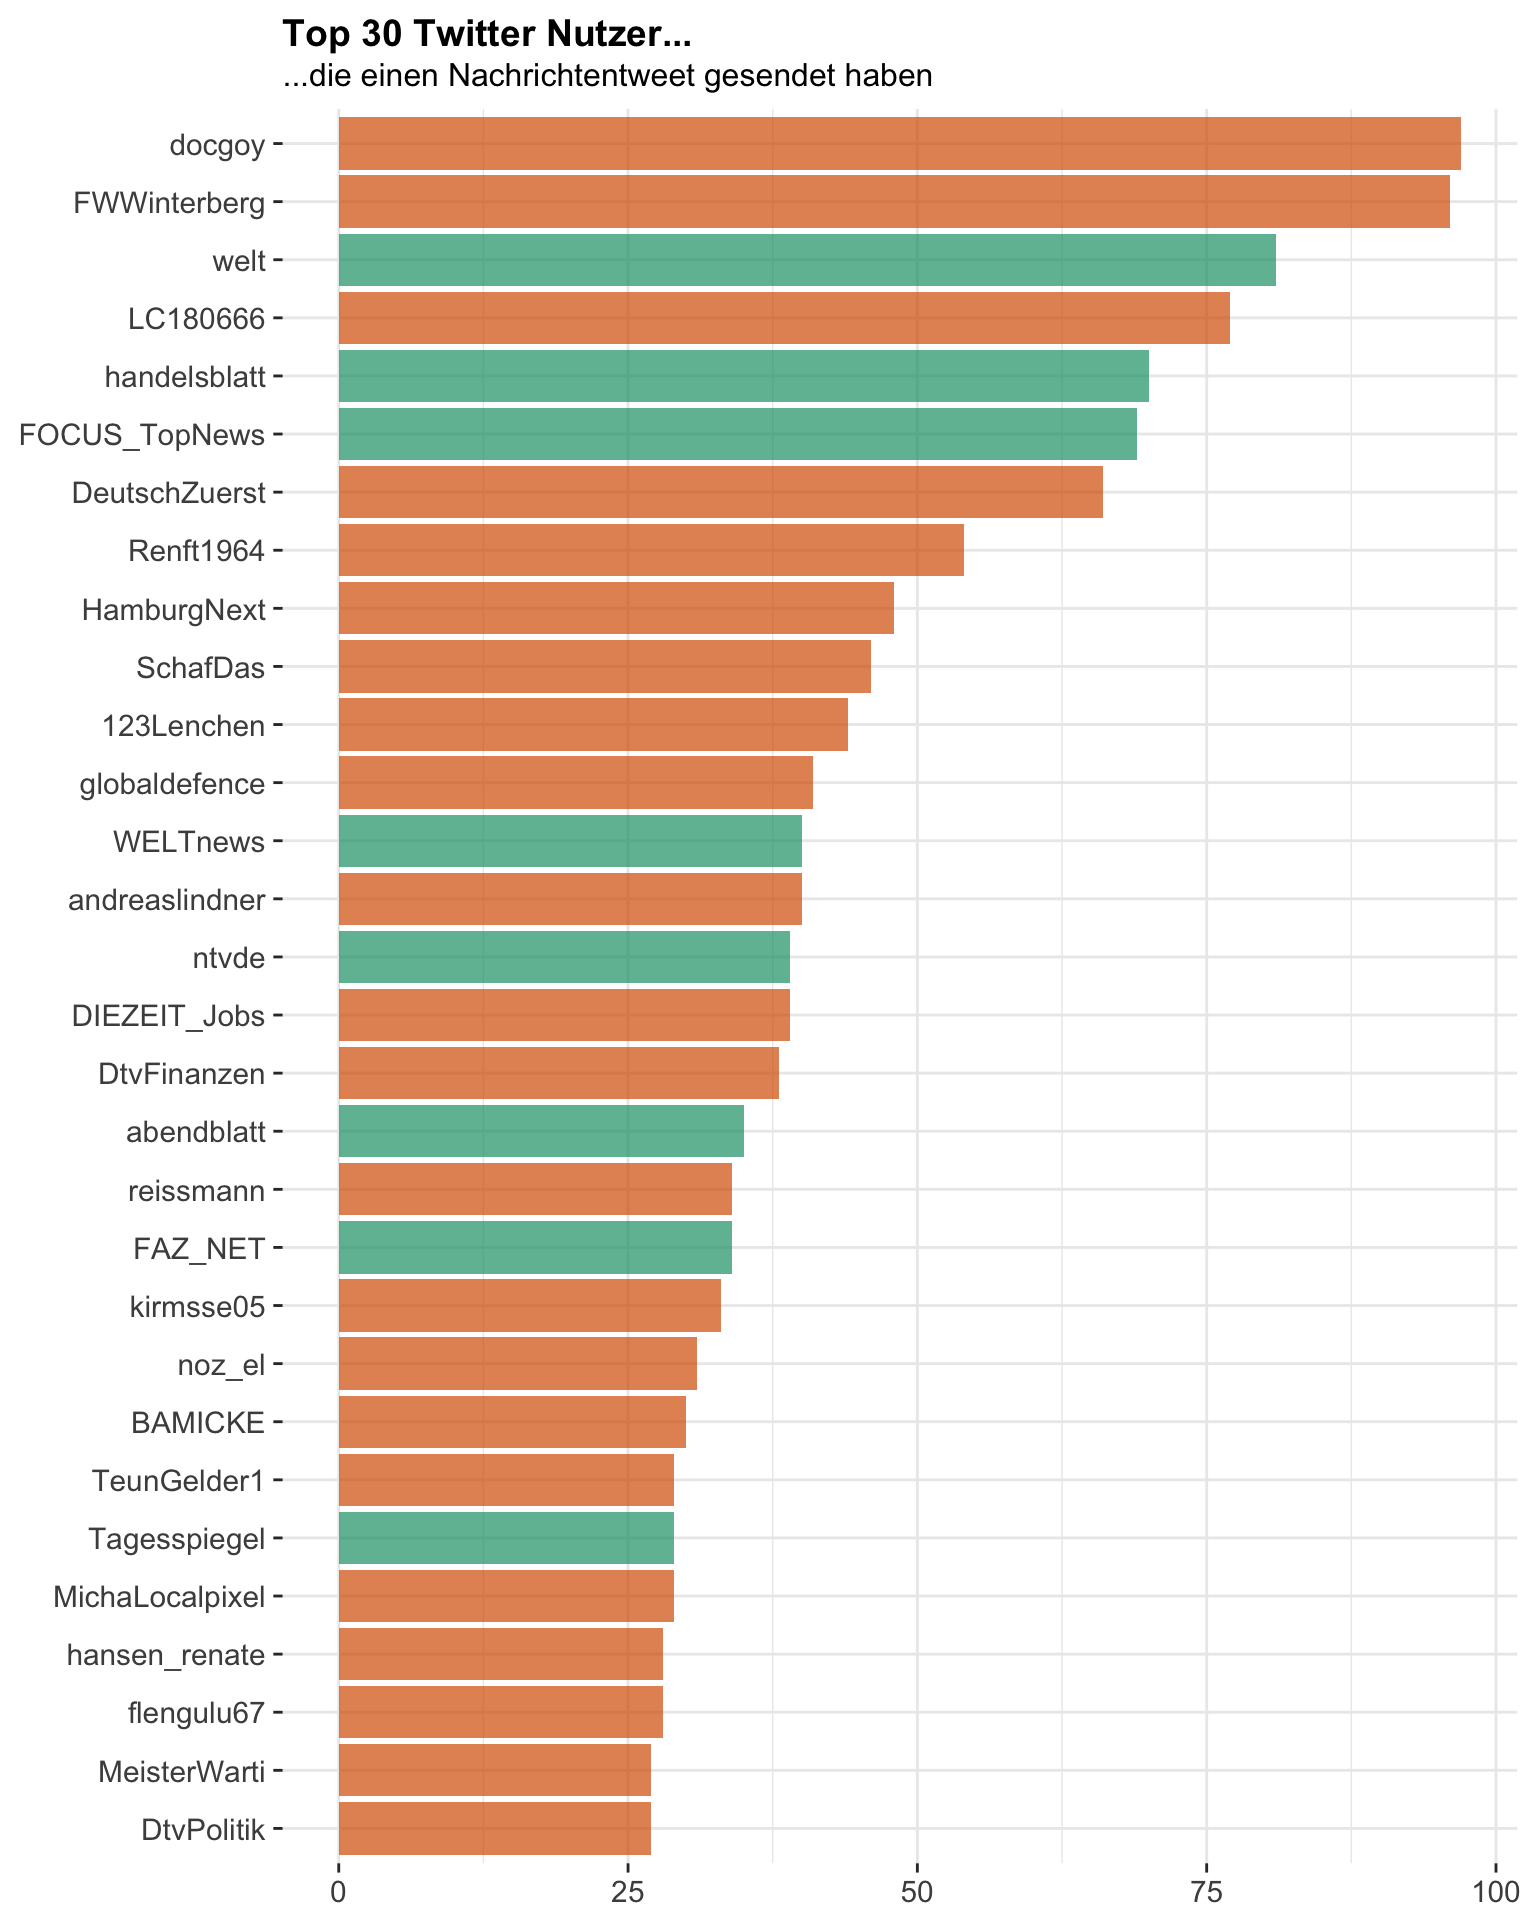 Top 30 Twitter Nutzer...
...die einen Nachrichtentweet gesendet haben
docgoy
FWWinterberg
welt
LC180666
handelsblatt
FOCUS_TopNews
DeutschZuerst
Renft1964
HamburgNext
SchafDas
123Lenchen
globaldefence
WELTnews
andreaslindner
ntvde
DIEZEIT_Jobs
DtvFinanzen
abendblatt
reissmann
FAZ_NET
kirmsse05
noz_el
BAMICKE
TeunGelder1
Tagesspiegel
MichaLocalpixel
hansen_renate
flengulu67
MeisterWarti
DtvPolitik
0 25 50 75 100